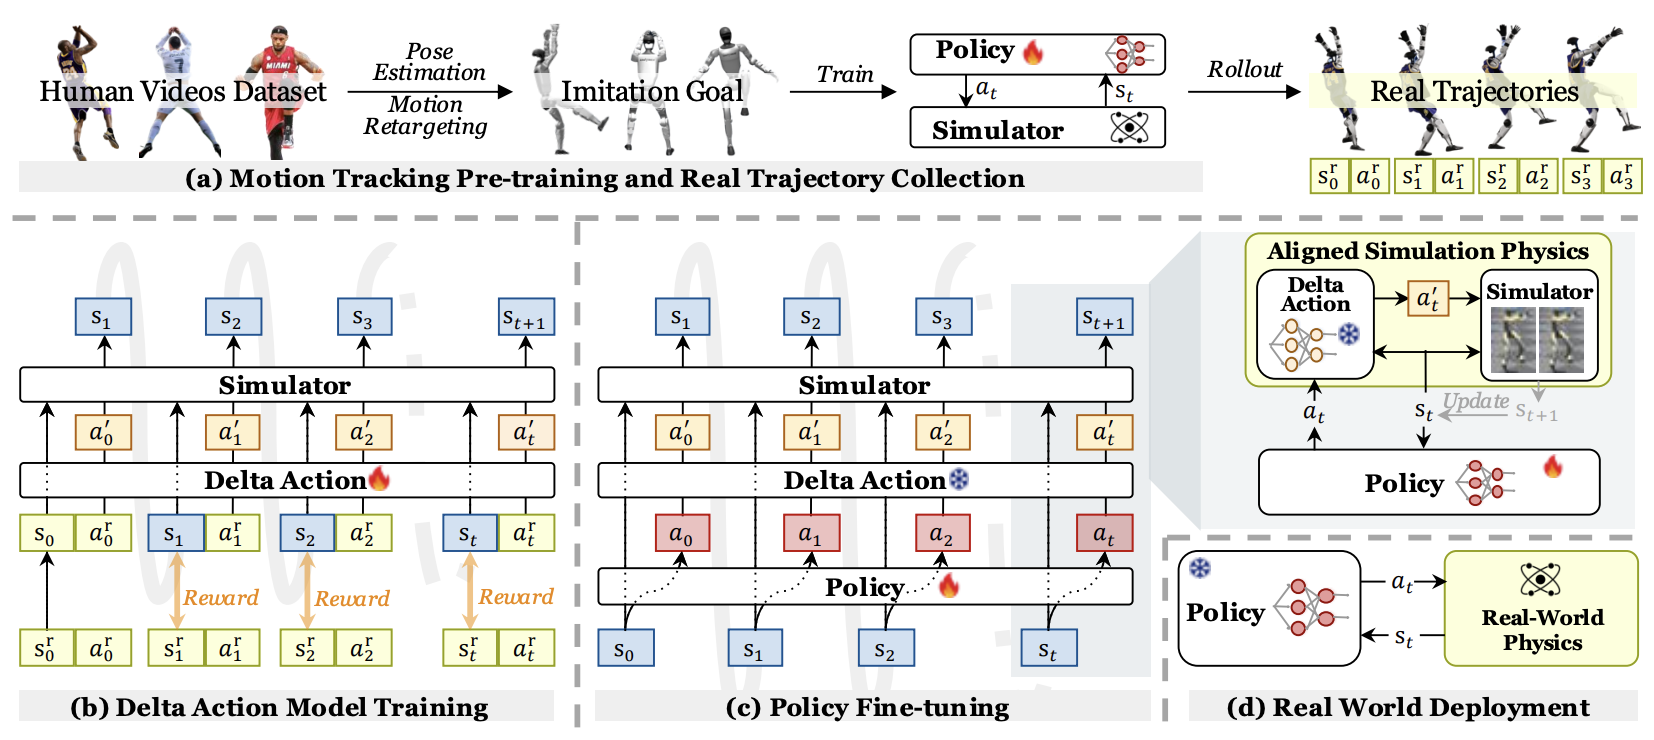 Human Videos Dataset
7
MIAMI
Pose
Estimation
Motion
Retargeting
Imitation Goal
Train
Policy
a_t
s_t
Simulator
Rollout
Real Trajectories
s_0^r a_0^r s_1^r a_1^r s_2^r a_2^r s_3^r a_3^r
(a) Motion Tracking Pre-training and Real Trajectory Collection
s_1 s_2 s_3 s_{t+1}
Simulator
a'_0 a'_1 a'_2 a'_t
Delta Action
s_0 a_0^r s_1 a_1^r s_2 a_2^r s_t a_t^r
Reward Reward Reward
s_0^r a_0^r s_1^r a_1^r s_2^r a_2^r s_t^r a_t^r
(b) Delta Action Model Training
s_1 s_2 s_3 s_{t+1}
Simulator
a'_0 a'_1 a'_2 a'_t
Delta Action
a_0 a_1 a_2 a_t
Policy
s_0 s_1 s_2 s_t
(c) Policy Fine-tuning
Aligned Simulation Physics
Delta
Action
a'_t
Simulator
a_t
s_t
Update
s_{t+1}
Policy
Policy
a_t
s_t
Real-World
Physics
(d) Real World Deployment